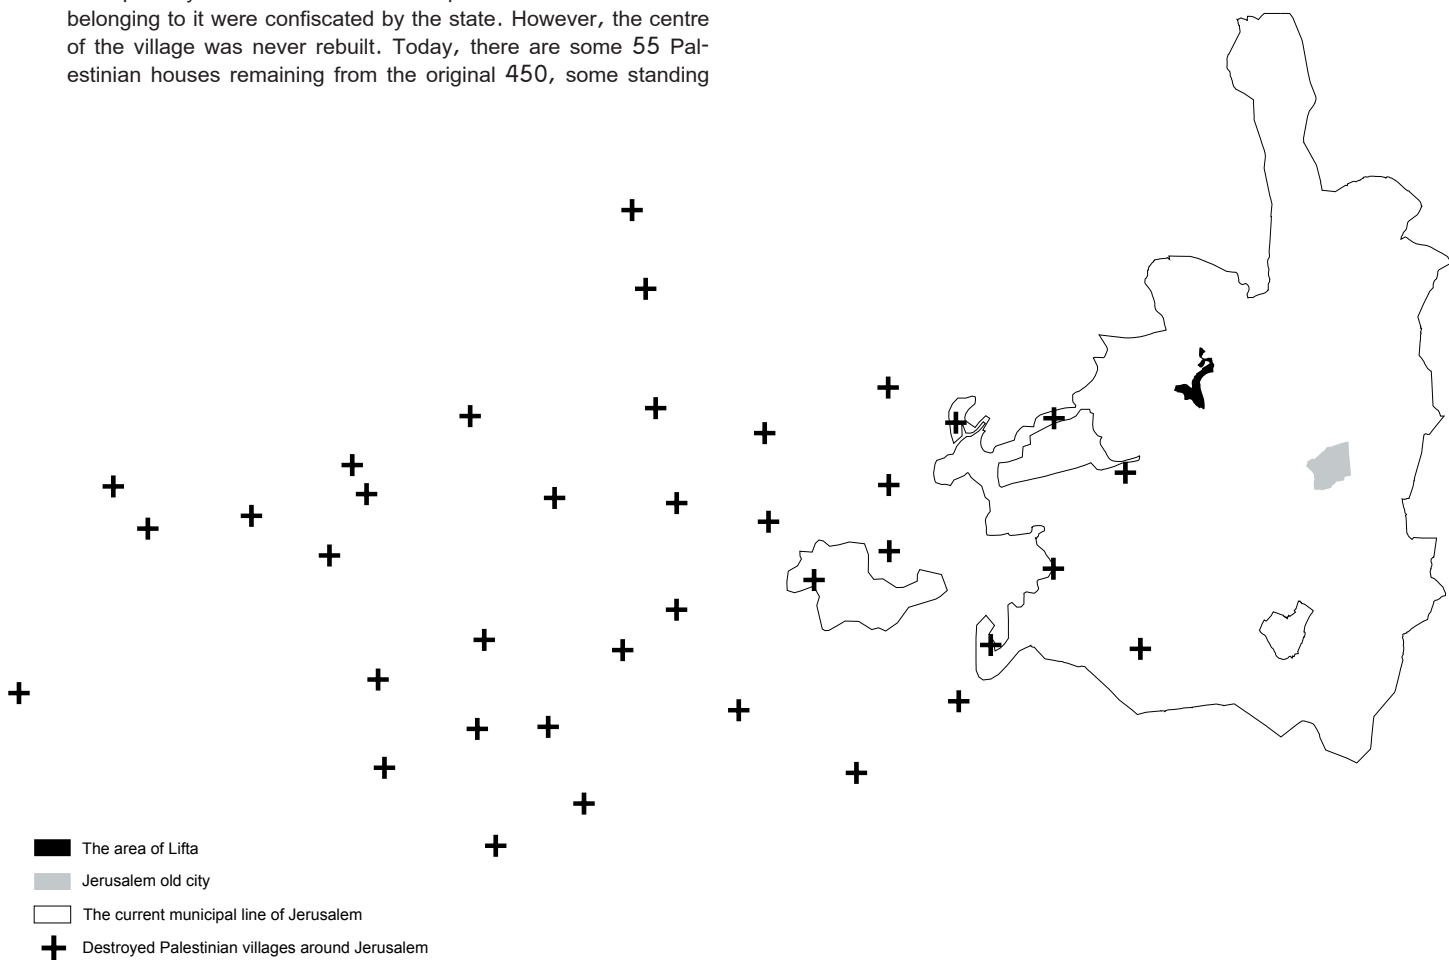 belonging to it were confiscated by the state. However, the centre
of the village was never rebuilt. Today, there are some 55 Pal-
estinian houses remaining from the original 450, some standing
The area of Lifta
Jerusalem old city
The current municipal line of Jerusalem
Destroyed Palestinian villages around Jerusalem